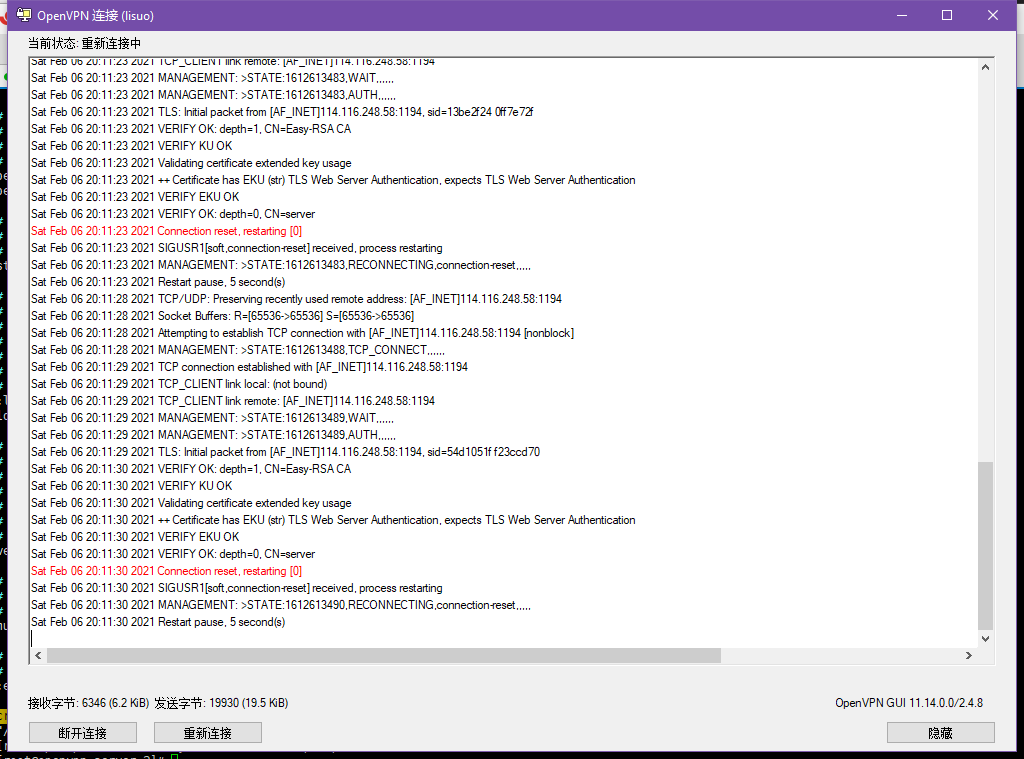 OpenVPN 连接 (lisuo)
当前状态: 重新连接中
Sat Feb 06 20:11:23 2021 TCP_CLIENT link remote: [AF_INET]114.116.248.58:1194
Sat Feb 06 20:11:23 2021 MANAGEMENT: >STATE:1612613483,WAIT,,,,,,
Sat Feb 06 20:11:23 2021 MANAGEMENT: >STATE:1612613483,AUTH,,,,,,
Sat Feb 06 20:11:23 2021 TLS: Initial packet from [AF_INET]114.116.248.58:1194, sid=13be2f24 0ff7e72f
Sat Feb 06 20:11:23 2021 VERIFY OK: depth=1, CN=Easy-RSA CA
Sat Feb 06 20:11:23 2021 VERIFY KU OK
Sat Feb 06 20:11:23 2021 Validating certificate extended key usage
Sat Feb 06 20:11:23 2021 ++ Certificate has EKU (str) TLS Web Server Authentication, expects TLS Web Server Authentication
Sat Feb 06 20:11:23 2021 VERIFY EKU OK
Sat Feb 06 20:11:23 2021 VERIFY OK: depth=0, CN=server
Sat Feb 06 20:11:23 2021 Connection reset, restarting [0]
Sat Feb 06 20:11:23 2021 SIGUSR1[soft,connection-reset] received, process restarting
Sat Feb 06 20:11:23 2021 MANAGEMENT: >STATE:1612613483,RECONNECTING,connection-reset,,,,,
Sat Feb 06 20:11:23 2021 Restart pause, 5 second(s)
Sat Feb 06 20:11:28 2021 TCP/UDP: Preserving recently used remote address: [AF_INET]114.116.248.58:1194
Sat Feb 06 20:11:28 2021 Socket Buffers: R=[65536->65536] S=[65536->65536]
Sat Feb 06 20:11:28 2021 Attempting to establish TCP connection with [AF_INET]114.116.248.58:1194 [nonblock]
Sat Feb 06 20:11:28 2021 MANAGEMENT: >STATE:1612613488,TCP_CONNECT,,,,,,
Sat Feb 06 20:11:29 2021 TCP connection established with [AF_INET]114.116.248.58:1194
Sat Feb 06 20:11:29 2021 TCP_CLIENT link local: (not bound)
Sat Feb 06 20:11:29 2021 TCP_CLIENT link remote: [AF_INET]114.116.248.58:1194
Sat Feb 06 20:11:29 2021 MANAGEMENT: >STATE:1612613489,WAIT,,,,,,
Sat Feb 06 20:11:29 2021 MANAGEMENT: >STATE:1612613489,AUTH,,,,,,
Sat Feb 06 20:11:29 2021 TLS: Initial packet from [AF_INET]114.116.248.58:1194, sid=54d1051f f23ccd70
Sat Feb 06 20:11:30 2021 VERIFY OK: depth=1, CN=Easy-RSA CA
Sat Feb 06 20:11:30 2021 VERIFY KU OK
Sat Feb 06 20:11:30 2021 Validating certificate extended key usage
Sat Feb 06 20:11:30 2021 ++ Certificate has EKU (str) TLS Web Server Authentication, expects TLS Web Server Authentication
Sat Feb 06 20:11:30 2021 VERIFY EKU OK
Sat Feb 06 20:11:30 2021 VERIFY OK: depth=0, CN=server
Sat Feb 06 20:11:30 2021 Connection reset, restarting [0]
Sat Feb 06 20:11:30 2021 SIGUSR1[soft,connection-reset] received, process restarting
Sat Feb 06 20:11:30 2021 MANAGEMENT: >STATE:1612613490,RECONNECTING,connection-reset,,,,,
Sat Feb 06 20:11:30 2021 Restart pause, 5 second(s)
接收字节: 6346 (6.2 KiB) 发送字节: 19930 (19.5 KiB)
OpenVPN GUI 11.14.0.0/2.4.8
断开连接
重新连接
隐藏